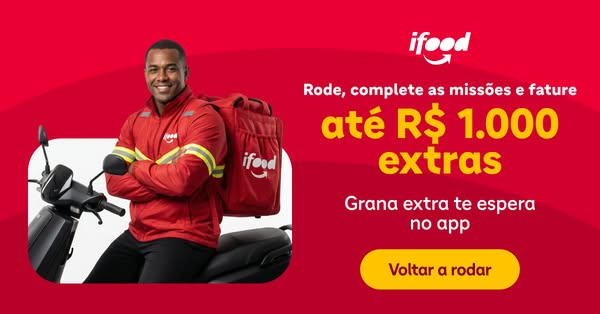 ifood
Rode, complete as missões e fature
até R$ 1.000
extras
Grana extra te espera
no app
Voltar a rodar
ifood
ifood